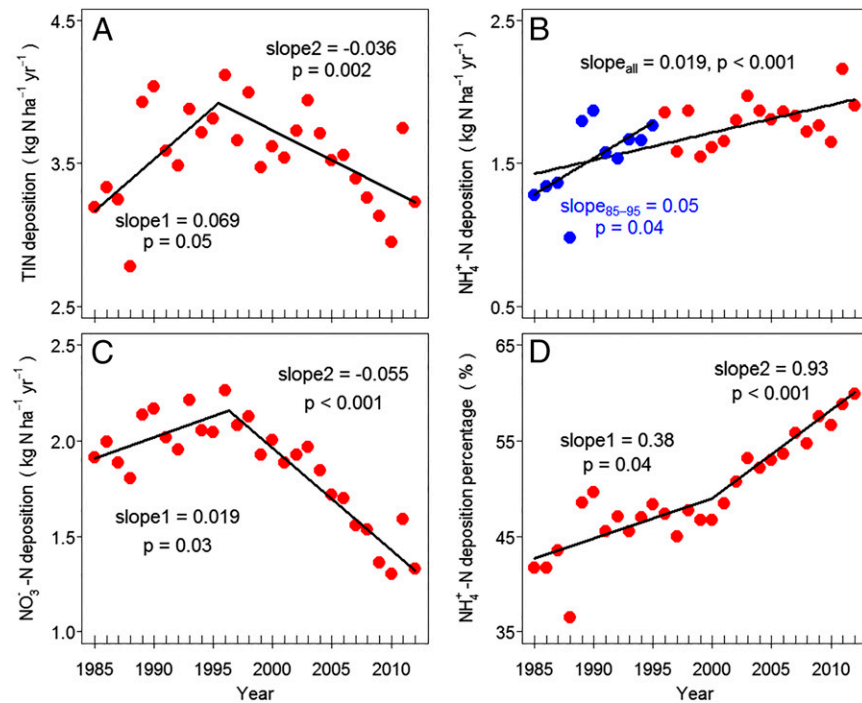 A
4.5
3.5
2.5
TIN deposition ( kg N ha⁻¹ yr⁻¹ )
slope2 = -0.036
p = 0.002
slope1 = 0.069
p = 0.05
B
2.5
1.5
0.5
NH₄⁺-N deposition ( kg N ha⁻¹ yr⁻¹ )
slopeₐₗₗ = 0.019, p < 0.001
slope₈₅₋₉₅ = 0.05
p = 0.04
C
2.5
2.0
1.5
1.0
NO₃⁻-N deposition ( kg N ha⁻¹ yr⁻¹ )
slope2 = -0.055
p < 0.001
slope1 = 0.019
p = 0.03
1985 1990 1995 2000 2005 2010
Year
D
65
55
45
35
NH₄⁺-N deposition percentage ( % )
slope2 = 0.93
p < 0.001
slope1 = 0.38
p = 0.04
1985 1990 1995 2000 2005 2010
Year